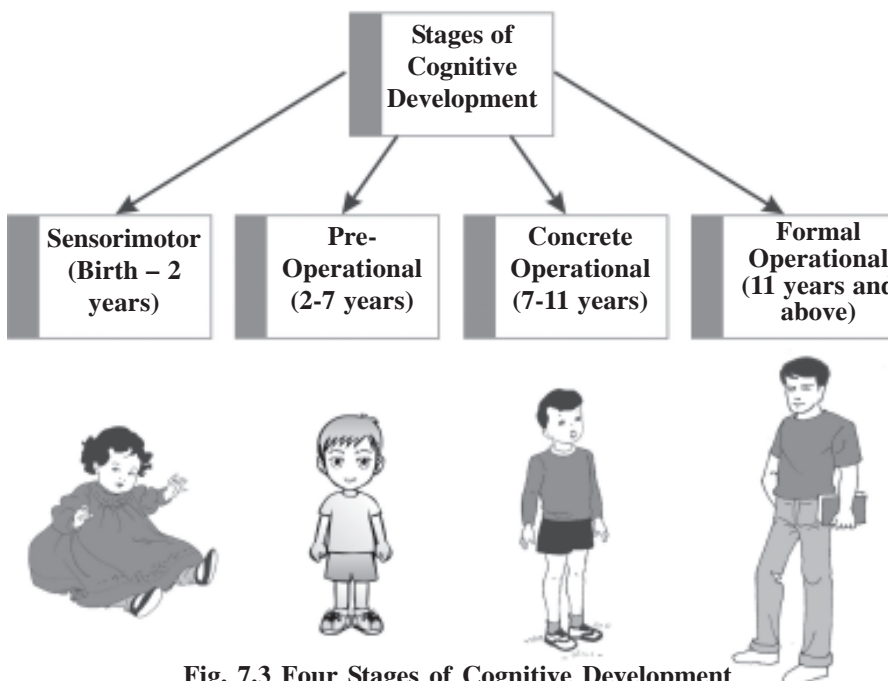 Stages of
Cognitive
Development
Sensorimotor
(Birth – 2
years)
Pre-
Operational
(2-7 years)
Concrete
Operational
(7-11 years)
Formal
Operational
(11 years and
above)
Fig. 7.3 Four Stages of Cognitive Development